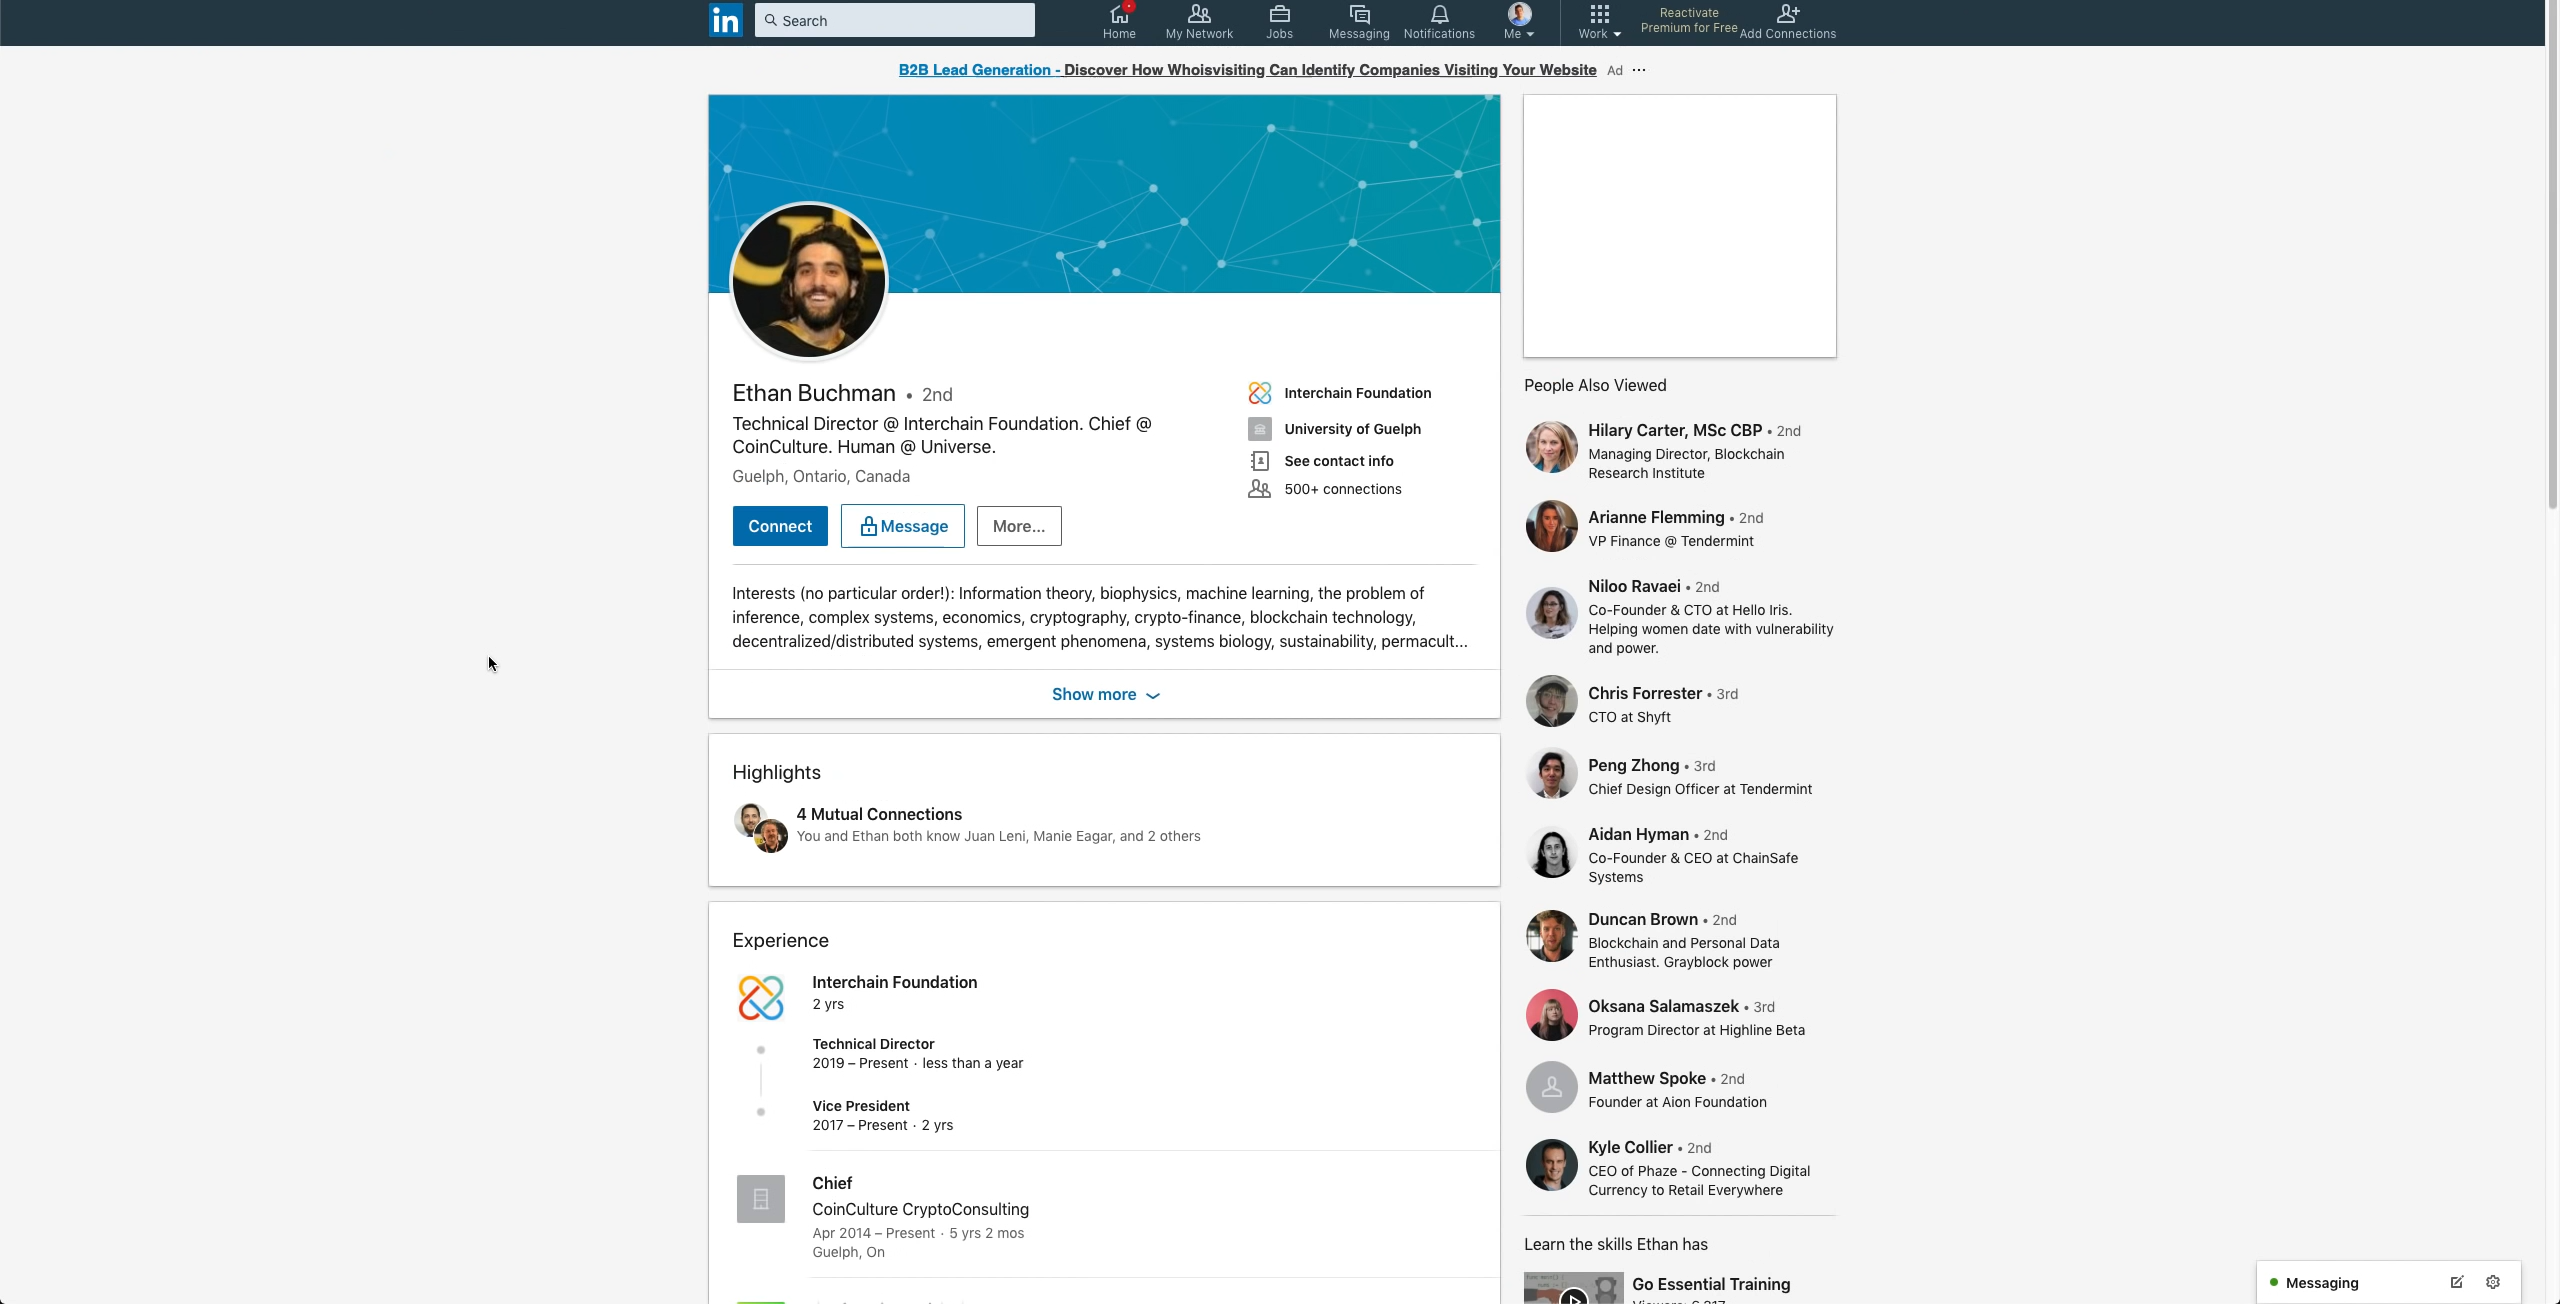 in
Search
Home
My Network
Jobs
Messaging
Notifications
Me
Work
Reactivate
Premium for Free
Add Connections
B2B Lead Generation - Discover How Whoisvisiting Can Identify Companies Visiting Your Website Ad ···
Ethan Buchman • 2nd
Technical Director @ Interchain Foundation. Chief @
CoinCulture. Human @ Universe.
Guelph, Ontario, Canada
Connect
Message
More...
Interchain Foundation
University of Guelph
See contact info
500+ connections
Interests (no particular order!): Information theory, biophysics, machine learning, the problem of
inference, complex systems, economics, cryptography, crypto-finance, blockchain technology,
decentralized/distributed systems, emergent phenomena, systems biology, sustainability, permacult...
Show more
Highlights
4 Mutual Connections
You and Ethan both know Juan Leni, Manie Eagar, and 2 others
Experience
Interchain Foundation
2 yrs
Technical Director
2019 – Present · less than a year
Vice President
2017 – Present · 2 yrs
Chief
CoinCulture CryptoConsulting
Apr 2014 – Present · 5 yrs 2 mos
Guelph, On
People Also Viewed
Hilary Carter, MSc CBP • 2nd
Managing Director, Blockchain
Research Institute
Arianne Flemming • 2nd
VP Finance @ Tendermint
Niloo Ravaei • 2nd
Co-Founder & CTO at Hello Iris.
Helping women date with vulnerability
and power.
Chris Forrester • 3rd
CTO at Shyft
Peng Zhong • 3rd
Chief Design Officer at Tendermint
Aidan Hyman • 2nd
Co-Founder & CEO at ChainSafe
Systems
Duncan Brown • 2nd
Blockchain and Personal Data
Enthusiast. Grayblock power
Oksana Salamaszek • 3rd
Program Director at Highline Beta
Matthew Spoke • 2nd
Founder at Aion Foundation
Kyle Collier • 2nd
CEO of Phaze - Connecting Digital
Currency to Retail Everywhere
Learn the skills Ethan has
Go Essential Training
Messaging